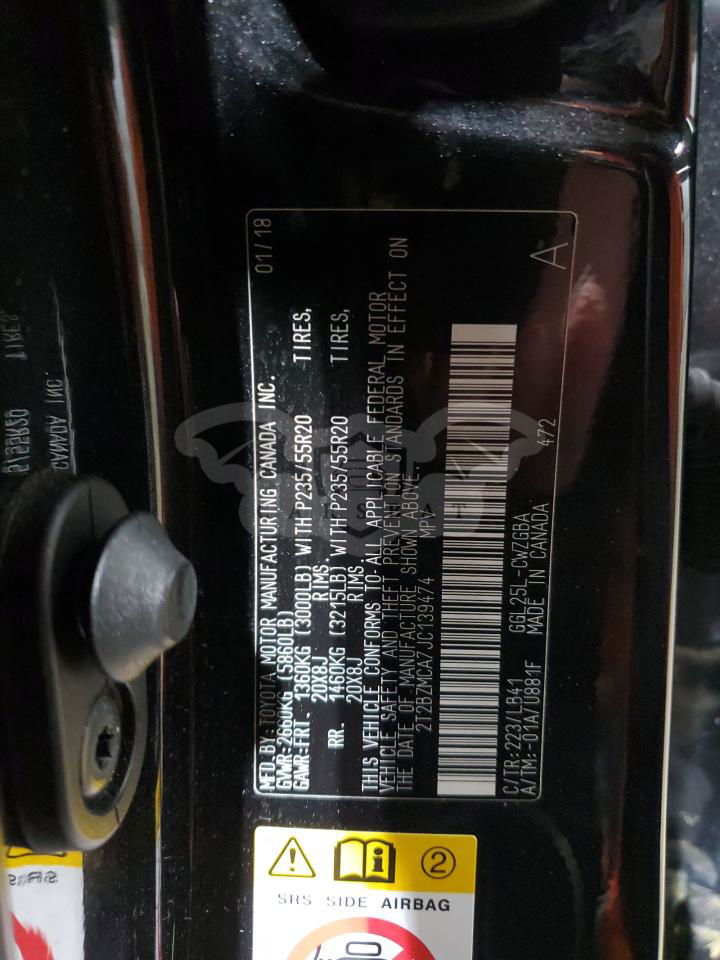 01/18
MFD.BY:TOYOTA MOTOR MANUFACTURING CANADA INC.
GVWR:2660KG (5860LB)
GAWR-FRT. 1360KG (3000LB) WITH P235/55R20 TIRES,
20X8J RIMS
RR. 1460KG (3215LB) WITH P235/55R20 TIRES,
20X8J RIMS
THIS VEHICLE CONFORMS TO ALL APPLICABLE FEDERAL MOTOR
VEHICLE SAFETY AND THEFT PREVENTION STANDARDS IN EFFECT ON
THE DATE OF MANUFACTURE SHOWN ABOVE.
2T2BZMCA7JC139474 MPV
C/TR:223/LB41 GGL25L-CWZGBA 472
A/TM:-01A/U881F MADE IN CANADA
A
2
SRS SIDE AIRBAG